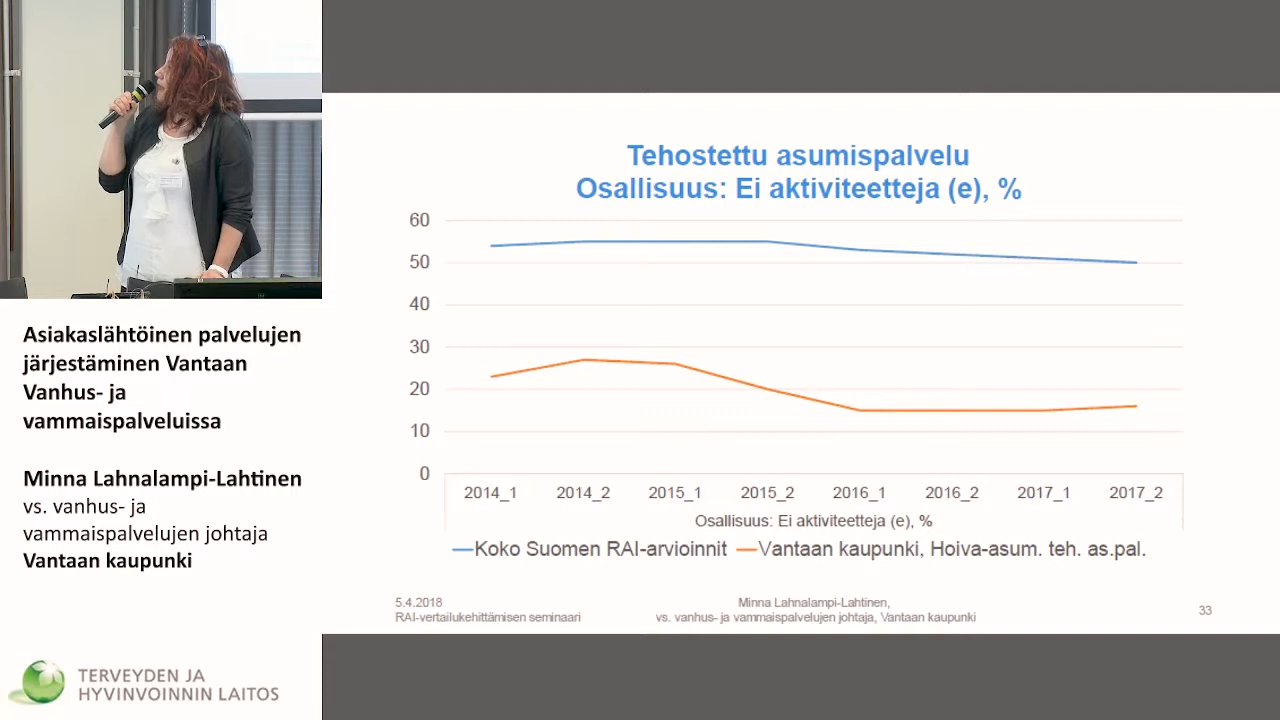 Asiakaslähtöinen palvelujen
järjestäminen Vantaan
Vanhus- ja
vammaispalveluissa
Minna Lahnalampi-Lahtinen
vs. vanhus- ja
vammaispalvelujen johtaja
Vantaan kaupunki
TERVEYDEN JA
HYVINVOINNIN LAITOS
Tehostettu asumispalvelu
Osallisuus: Ei aktiviteetteja (e), %
60
50
40
30
20
10
0
2014_1 2014_2 2015_1 2015_2 2016_1 2016_2 2017_1 2017_2
Osallisuus: Ei aktiviteetteja (e), %
Koko Suomen RAI-arvioinnit Vantaan kaupunki, Hoiva-asum. teh. as.pal.
5.4.2018
RAI-vertailukehittämisen seminaari
Minna Lahnalampi-Lahtinen,
vs. vanhus- ja vammaispalvelujen johtaja, Vantaan kaupunki
33